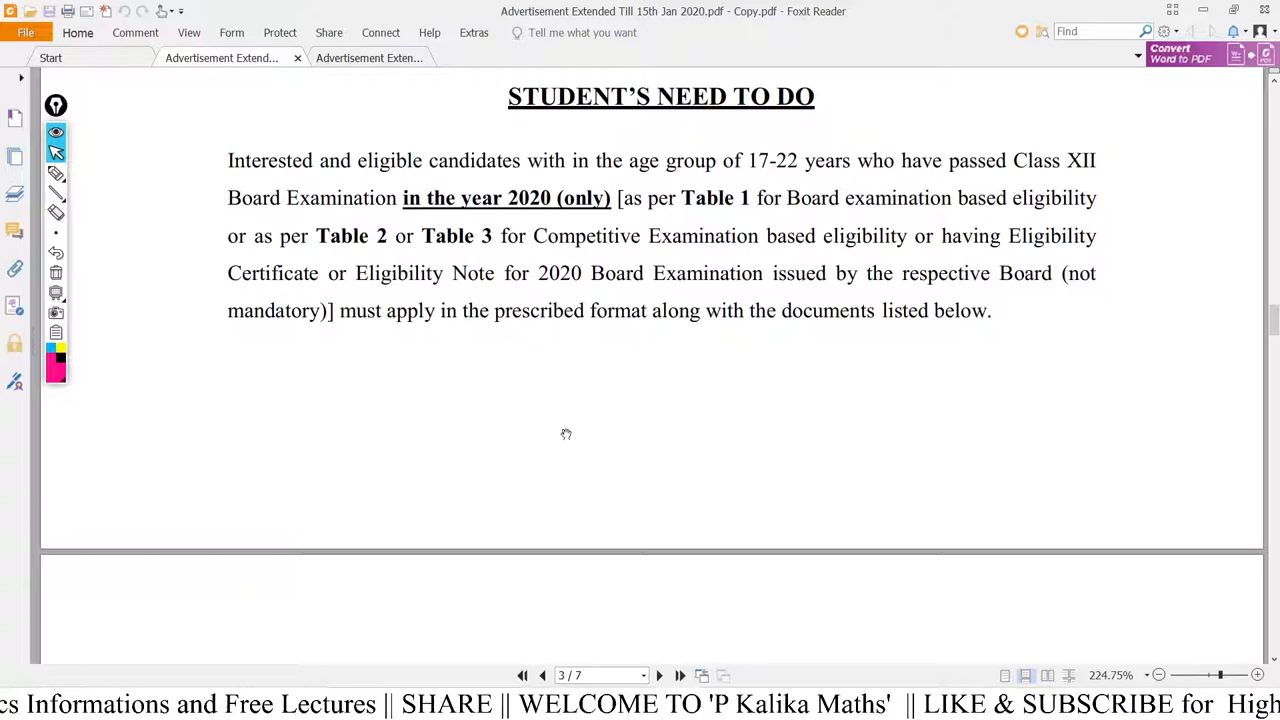 Advertisement Extended Till 15th Jan 2020.pdf - Copy.pdf - Foxit Reader
File Home Comment View Form Protect Share Connect Help Extras Tell me what you want Find
Start Advertisement Extend... Advertisement Exten... Convert
Word to PDF
STUDENT'S NEED TO DO
Interested and eligible candidates with in the age group of 17-22 years who have passed Class XII
Board Examination in the year 2020 (only) [as per Table 1 for Board examination based eligibility
or as per Table 2 or Table 3 for Competitive Examination based eligibility or having Eligibility
Certificate or Eligibility Note for 2020 Board Examination issued by the respective Board (not
mandatory)] must apply in the prescribed format along with the documents listed below.
3 / 7 224.75%
cs Informations and Free Lectures || SHARE || WELCOME TO 'P Kalika Maths' || LIKE & SUBSCRIBE for High